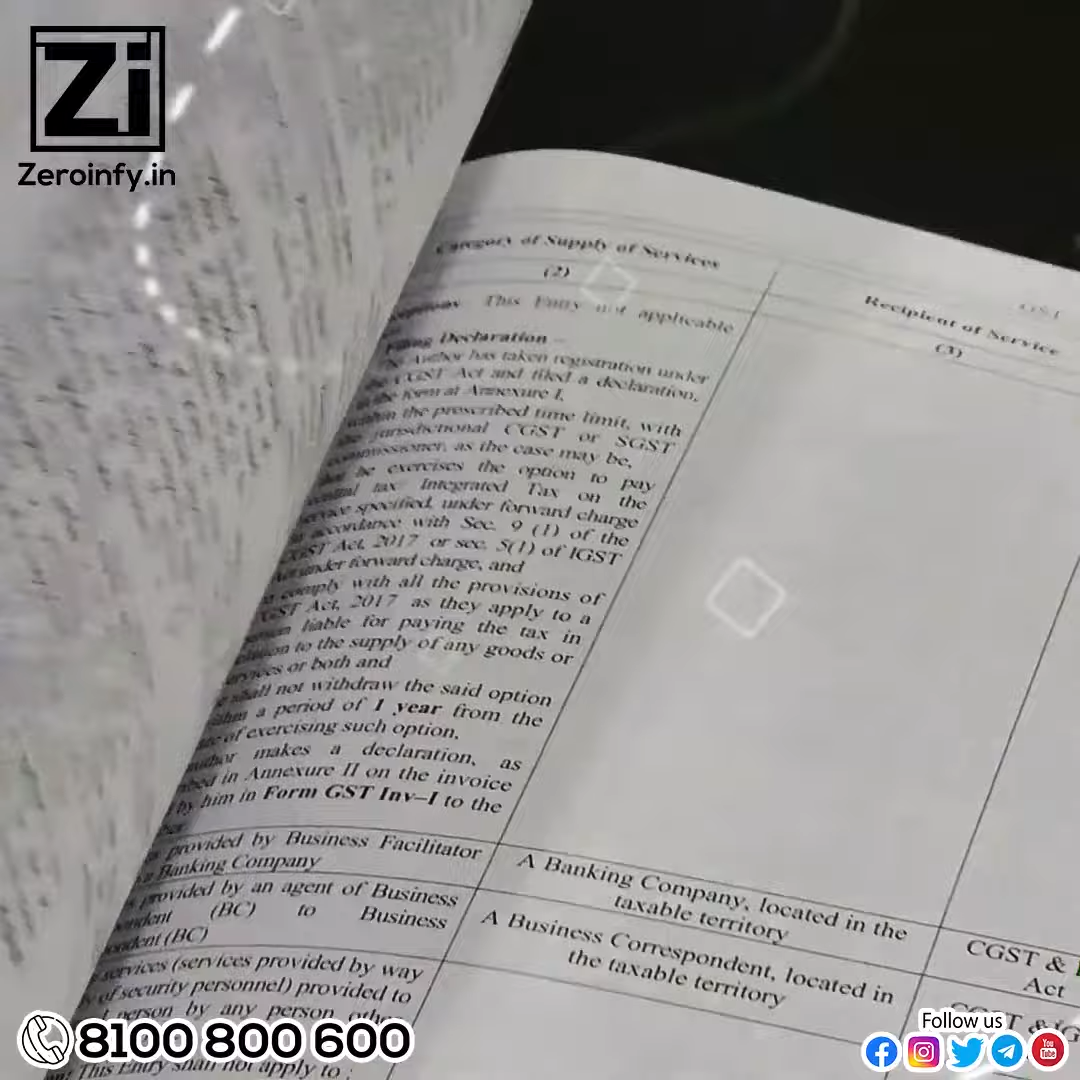 Zi
Zeroinfy.in
Category of Supply of Services
(2)
This Entry not applicable
Filing Declaration –
Author has taken registration under
CGST Act and filed a declaration,
the form at Annexure I,
within the prescribed time limit, with
jurisdictional CGST or SGST
commissioner, as the case may be,
he exercises the option to pay
central tax Integrated Tax on the
service specified, under forward charge
accordance with Sec. 9 (1) of the
CGST Act, 2017 or sec. 5(1) of IGST
under forward charge, and
comply with all the provisions of
CGST Act, 2017 as they apply to a
person liable for paying the tax in
relation to the supply of any goods or
services or both and
shall not withdraw the said option
within a period of 1 year from the
of exercising such option.
makes a declaration, as
in Annexure II on the invoice
by him in Form GST Inv–I to the
provided by Business Facilitator
a Banking Company
provided by an agent of Business
(BC) to Business
(BC)
services (services provided by way
of security personnel) provided to
person by any person other
This Entry shall not apply to :
GST
Recipient of Service
(3)
A Banking Company, located in the
taxable territory
A Business Correspondent, located in
the taxable territory
CGST &
Act
8100 800 600
Follow us
You
Tube